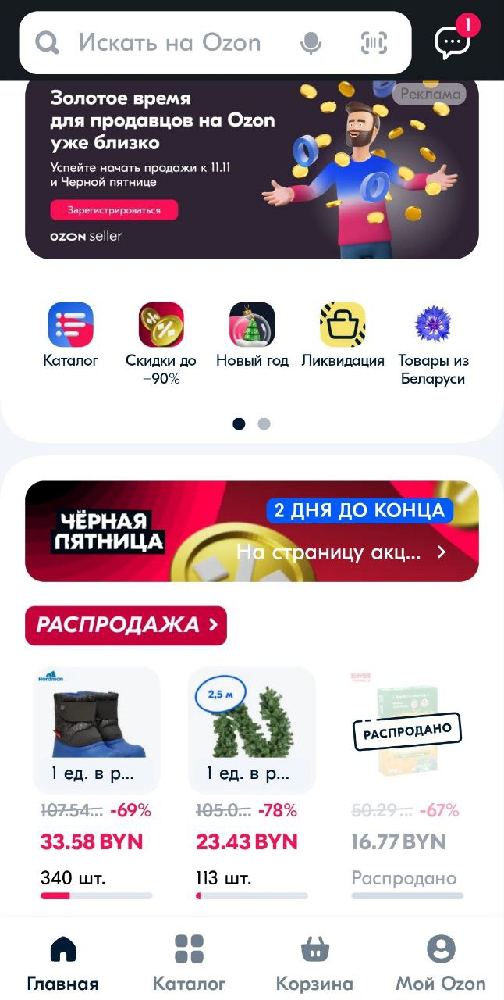 Искать на Ozon
1
Реклама
Золотое время
для продавцов на Ozon
уже близко
Успейте начать продажи к 11.11
и Черной пятнице
Зарегистрироваться
OZON seller
Каталог
Скидки до
−90%
Новый год
Ликвидация
Товары из
Беларуси
ЧЁРНАЯ
ПЯТНИЦА
2 ДНЯ ДО КОНЦА
На страницу акц...
РАСПРОДАЖА
Nordman
1 ед. в р...
107.54... -69%
33.58 BYN
340 шт.
2,5 м
1 ед. в р...
105.0... -78%
23.43 BYN
113 шт.
РАСПРОДАНО
50.29 ... -67%
16.77 BYN
Распродано
Главная
Каталог
Корзина
Мой Ozon